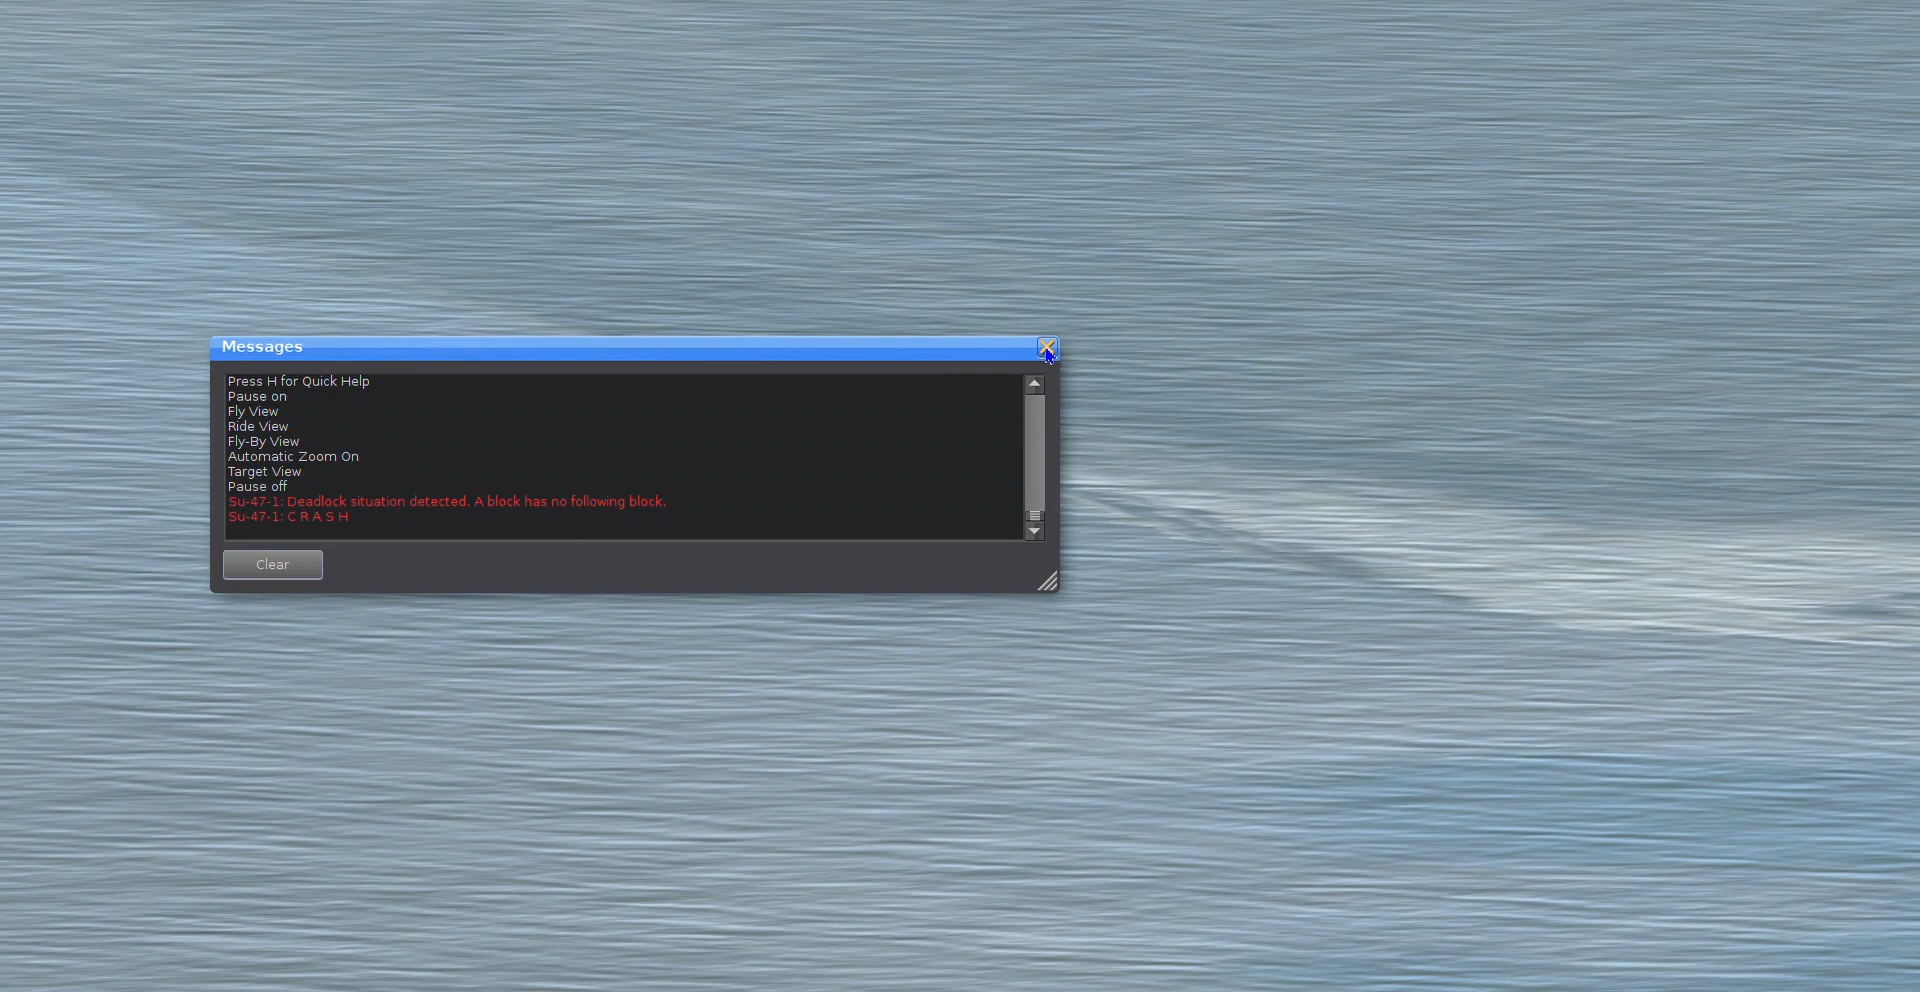 Messages
Press H for Quick Help
Pause on
Fly View
Ride View
Fly-By View
Automatic Zoom On
Target View
Pause off
Su-47-1: Deadlock situation detected. A block has no following block.
Su-47-1: C R A S H
Clear